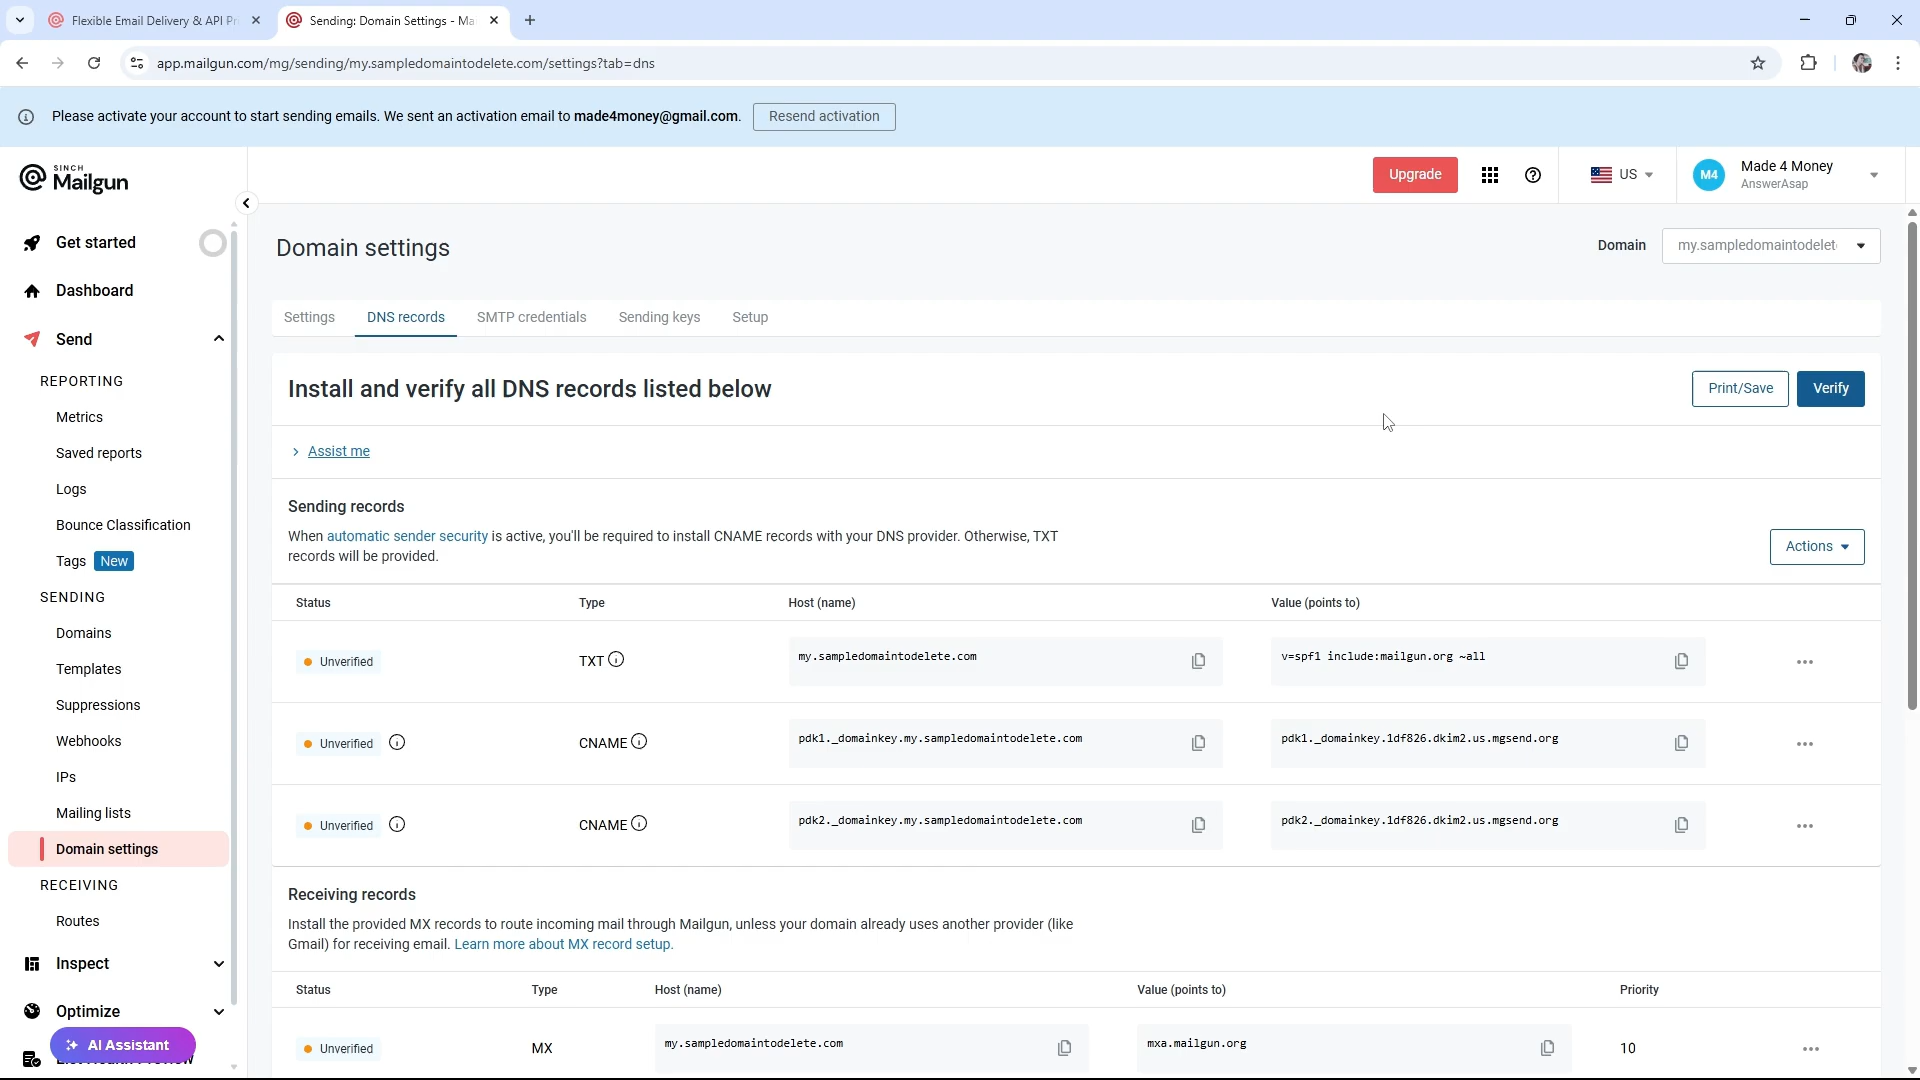 Flexible Email Delivery & API Pr
Sending: Domain Settings - Ma
app.mailgun.com/mg/sending/my.sampledomaintodelete.com/settings?tab=dns
Please activate your account to start sending emails. We sent an activation email to made4money@gmail.com.
Resend activation
SINCH
Mailgun
Upgrade
US
M4
Made 4 Money
AnswerAsap
Get started
Dashboard
Send
REPORTING
Metrics
Saved reports
Logs
Bounce Classification
Tags New
SENDING
Domains
Templates
Suppressions
Webhooks
IPs
Mailing lists
Domain settings
RECEIVING
Routes
Inspect
Optimize
AI Assistant
Domain settings
Domain
my.sampledomaintodelet
Settings
DNS records
SMTP credentials
Sending keys
Setup
Install and verify all DNS records listed below
Print/Save
Verify
Assist me
Sending records
When automatic sender security is active, you'll be required to install CNAME records with your DNS provider. Otherwise, TXT
records will be provided.
Actions
Status Type Host (name) Value (points to)
Unverified TXT my.sampledomaintodelete.com v=spf1 include:mailgun.org ~all
Unverified CNAME pdk1._domainkey.my.sampledomaintodelete.com pdk1._domainkey.1df826.dkim2.us.mgsend.org
Unverified CNAME pdk2._domainkey.my.sampledomaintodelete.com pdk2._domainkey.1df826.dkim2.us.mgsend.org
Receiving records
Install the provided MX records to route incoming mail through Mailgun, unless your domain already uses another provider (like
Gmail) for receiving email. Learn more about MX record setup.
Status Type Host (name) Value (points to) Priority
Unverified MX my.sampledomaintodelete.com mxa.mailgun.org 10